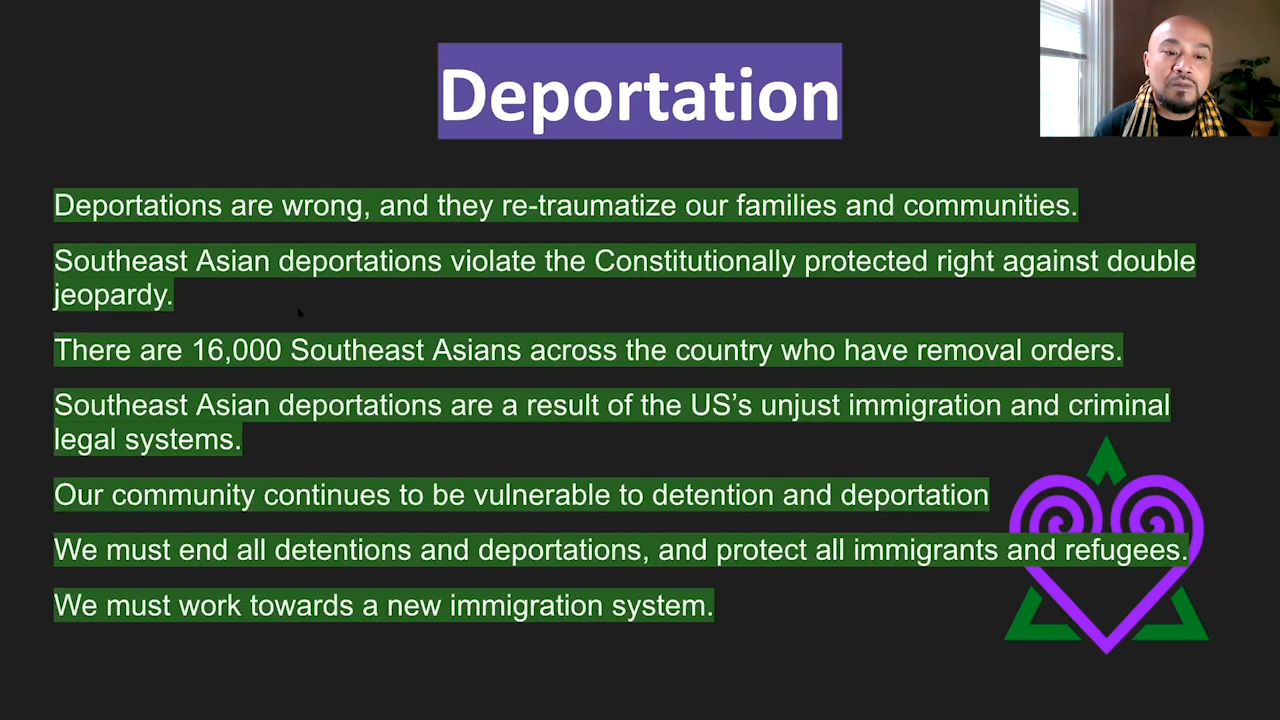 Deportation
Deportations are wrong, and they re-traumatize our families and communities.
Southeast Asian deportations violate the Constitutionally protected right against double
jeopardy.
There are 16,000 Southeast Asians across the country who have removal orders.
Southeast Asian deportations are a result of the US’s unjust immigration and criminal
legal systems.
Our community continues to be vulnerable to detention and deportation
We must end all detentions and deportations, and protect all immigrants and refugees.
We must work towards a new immigration system.